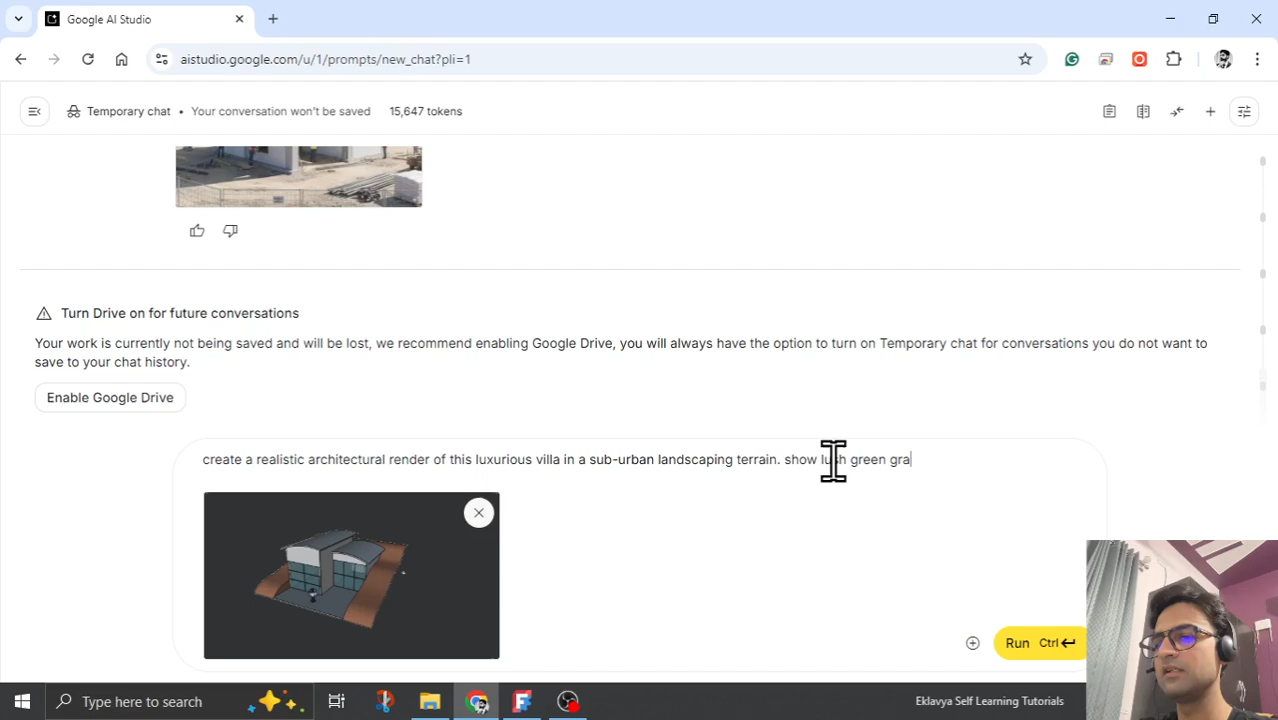 Google AI Studio
aistudio.google.com/u/1/prompts/new_chat?pli=1
Temporary chat • Your conversation won't be saved 15,647 tokens
Turn Drive on for future conversations
Your work is currently not being saved and will be lost, we recommend enabling Google Drive, you will always have the option to turn on Temporary chat for conversations you do not want to
save to your chat history.
Enable Google Drive
create a realistic architectural render of this luxurious villa in a sub-urban landscaping terrain. show lush green gra
Run Ctrl
Type here to search
Eklavya Self Learning Tutorials